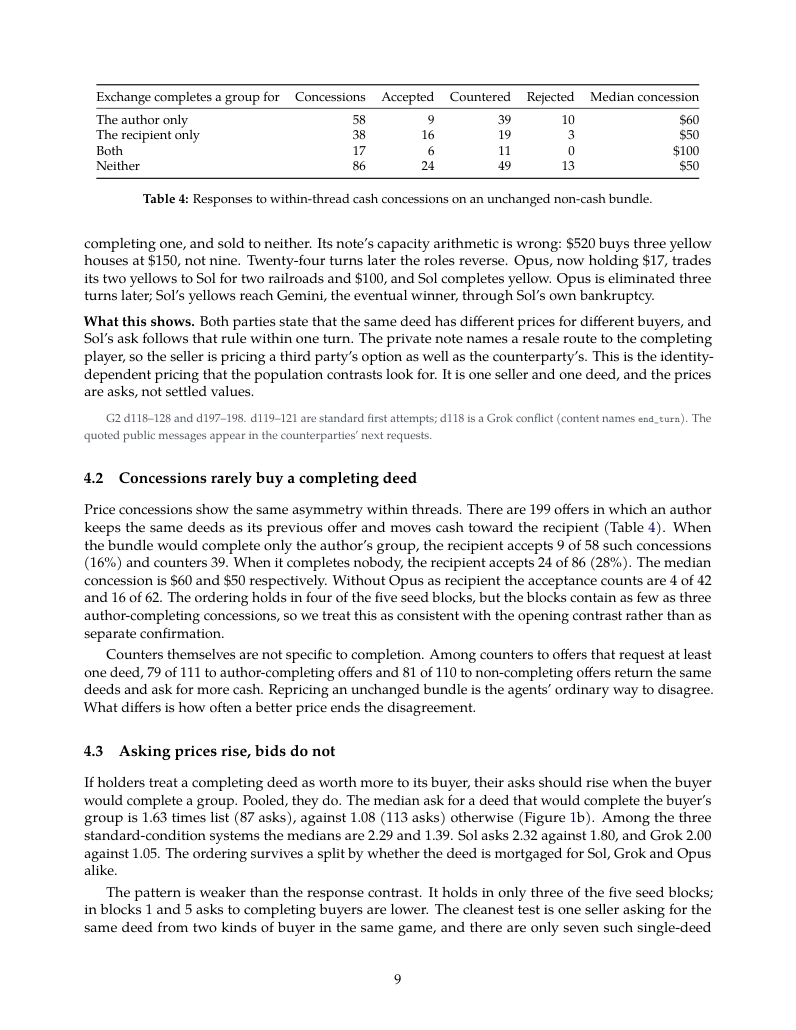 Exchange completes a group for Concessions Accepted Countered Rejected Median concession
The author only 58 9 39 10 $60
The recipient only 38 16 19 3 $50
Both 17 6 11 0 $100
Neither 86 24 49 13 $50
Table 4: Responses to within-thread cash concessions on an unchanged non-cash bundle.
completing one, and sold to neither. Its note's capacity arithmetic is wrong: $520 buys three yellow
houses at $150, not nine. Twenty-four turns later the roles reverse. Opus, now holding $17, trades
its two yellows to Sol for two railroads and $100, and Sol completes yellow. Opus is eliminated three
turns later; Sol's yellows reach Gemini, the eventual winner, through Sol's own bankruptcy.
What this shows. Both parties state that the same deed has different prices for different buyers, and
Sol's ask follows that rule within one turn. The private note names a resale route to the completing
player, so the seller is pricing a third party's option as well as the counterparty's. This is the identity-
dependent pricing that the population contrasts look for. It is one seller and one deed, and the prices
are asks, not settled values.
G2 d118–128 and d197–198. d119–121 are standard first attempts; d118 is a Grok conflict (content names end_turn). The
quoted public messages appear in the counterparties' next requests.
4.2 Concessions rarely buy a completing deed
Price concessions show the same asymmetry within threads. There are 199 offers in which an author
keeps the same deeds as its previous offer and moves cash toward the recipient (Table 4). When
the bundle would complete only the author's group, the recipient accepts 9 of 58 such concessions
(16%) and counters 39. When it completes nobody, the recipient accepts 24 of 86 (28%). The median
concession is $60 and $50 respectively. Without Opus as recipient the acceptance counts are 4 of 42
and 16 of 62. The ordering holds in four of the five seed blocks, but the blocks contain as few as three
author-completing concessions, so we treat this as consistent with the opening contrast rather than as
separate confirmation.
Counters themselves are not specific to completion. Among counters to offers that request at least
one deed, 79 of 111 to author-completing offers and 81 of 110 to non-completing offers return the same
deeds and ask for more cash. Repricing an unchanged bundle is the agents' ordinary way to disagree.
What differs is how often a better price ends the disagreement.
4.3 Asking prices rise, bids do not
If holders treat a completing deed as worth more to its buyer, their asks should rise when the buyer
would complete a group. Pooled, they do. The median ask for a deed that would complete the buyer's
group is 1.63 times list (87 asks), against 1.08 (113 asks) otherwise (Figure 1b). Among the three
standard-condition systems the medians are 2.29 and 1.39. Sol asks 2.32 against 1.80, and Grok 2.00
against 1.05. The ordering survives a split by whether the deed is mortgaged for Sol, Grok and Opus
alike.
The pattern is weaker than the response contrast. It holds in only three of the five seed blocks;
in blocks 1 and 5 asks to completing buyers are lower. The cleanest test is one seller asking for the
same deed from two kinds of buyer in the same game, and there are only seven such single-deed
9